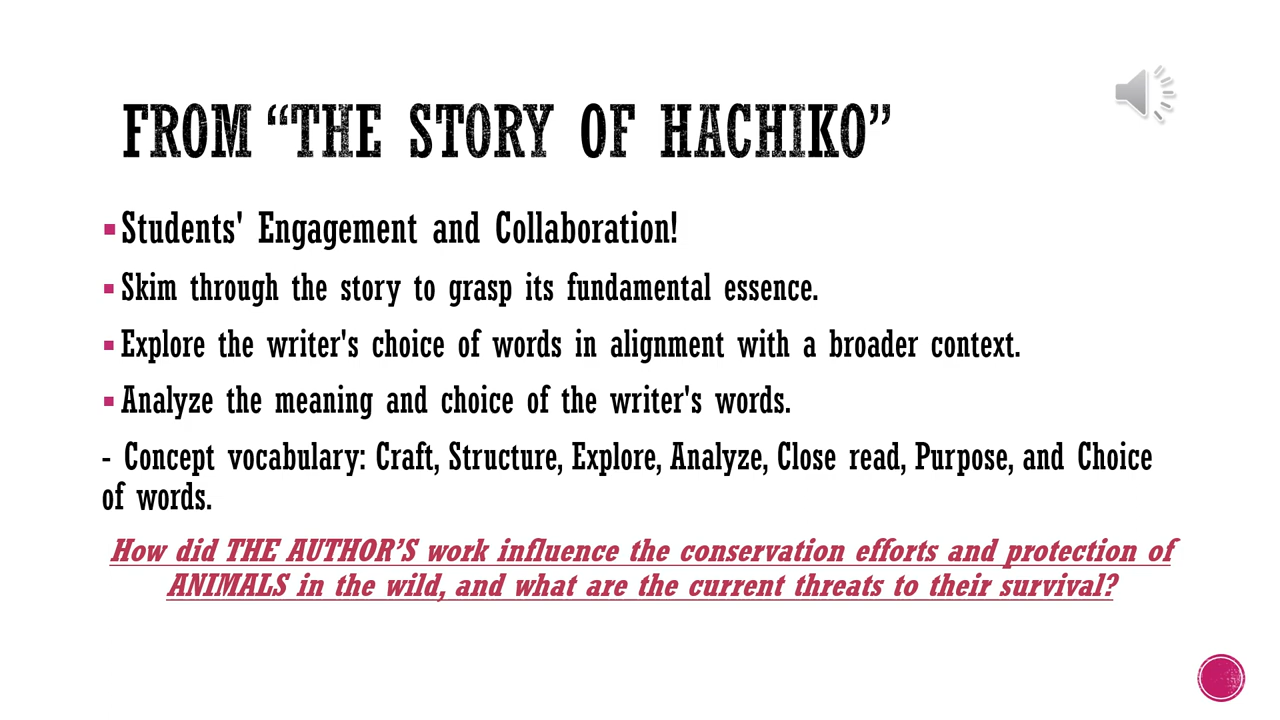 FROM “THE STORY OF HACHIKO”
▪Students' Engagement and Collaboration!
▪Skim through the story to grasp its fundamental essence.
▪Explore the writer's choice of words in alignment with a broader context.
▪Analyze the meaning and choice of the writer's words.
- Concept vocabulary: Craft, Structure, Explore, Analyze, Close read, Purpose, and Choice
of words.
How did THE AUTHOR’S work influence the conservation efforts and protection of
ANIMALS in the wild, and what are the current threats to their survival?